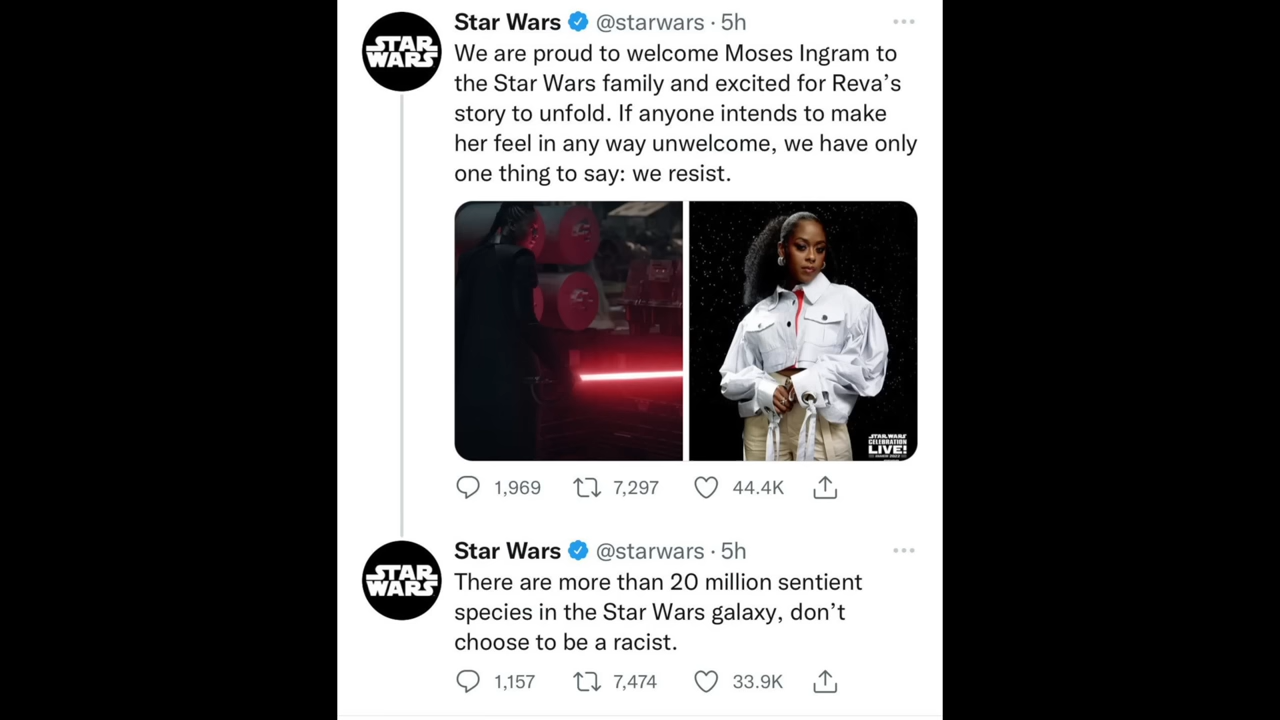 STAR
WARS
Star Wars @starwars · 5h
We are proud to welcome Moses Ingram to
the Star Wars family and excited for Reva’s
story to unfold. If anyone intends to make
her feel in any way unwelcome, we have only
one thing to say: we resist.
STAR WARS
CELEBRATION
LIVE!
1,969 7,297 44.4K
STAR
WARS
Star Wars @starwars · 5h
There are more than 20 million sentient
species in the Star Wars galaxy, don’t
choose to be a racist.
1,157 7,474 33.9K